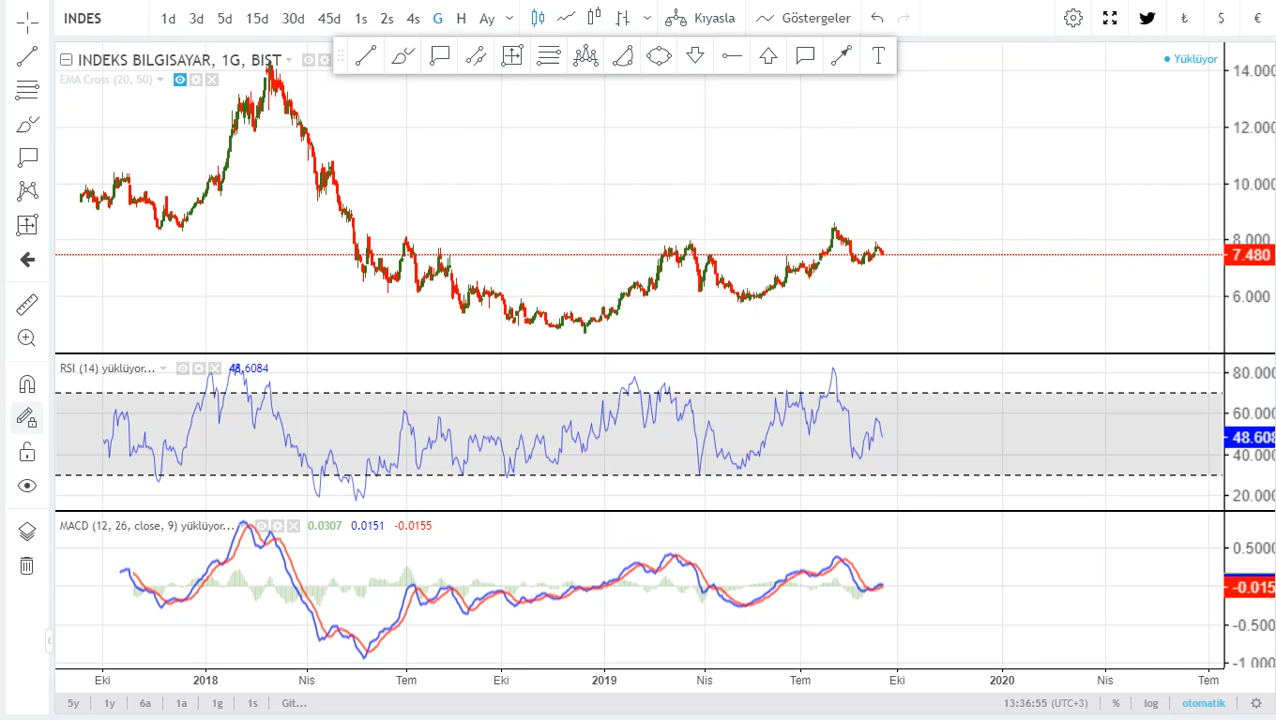 INDES 1d 3d 5d 15d 30d 45d 1s 2s 4s G H Ay Kıyasla Göstergeler ₺ $ €
INDEKS BILGISAYAR, 1G, BIST
Yüklüyor
EMA Cross (20, 50)
14.000
12.000
10.000
8.000
7.480
6.000
RSI (14) yüklüyor... 48.6084
80.000
60.000
48.608
40.000
20.000
MACD (12, 26, close, 9) yüklüyor... 0.0307 0.0151 -0.0155
0.5000
-0.015
-0.500
-1.000
Eki 2018 Nis Tem Eki 2019 Nis Tem Eki 2020 Nis Tem
5y 1y 6a 1a 1g 1s Git... 13:36:55 (UTC+3) % log otomatik